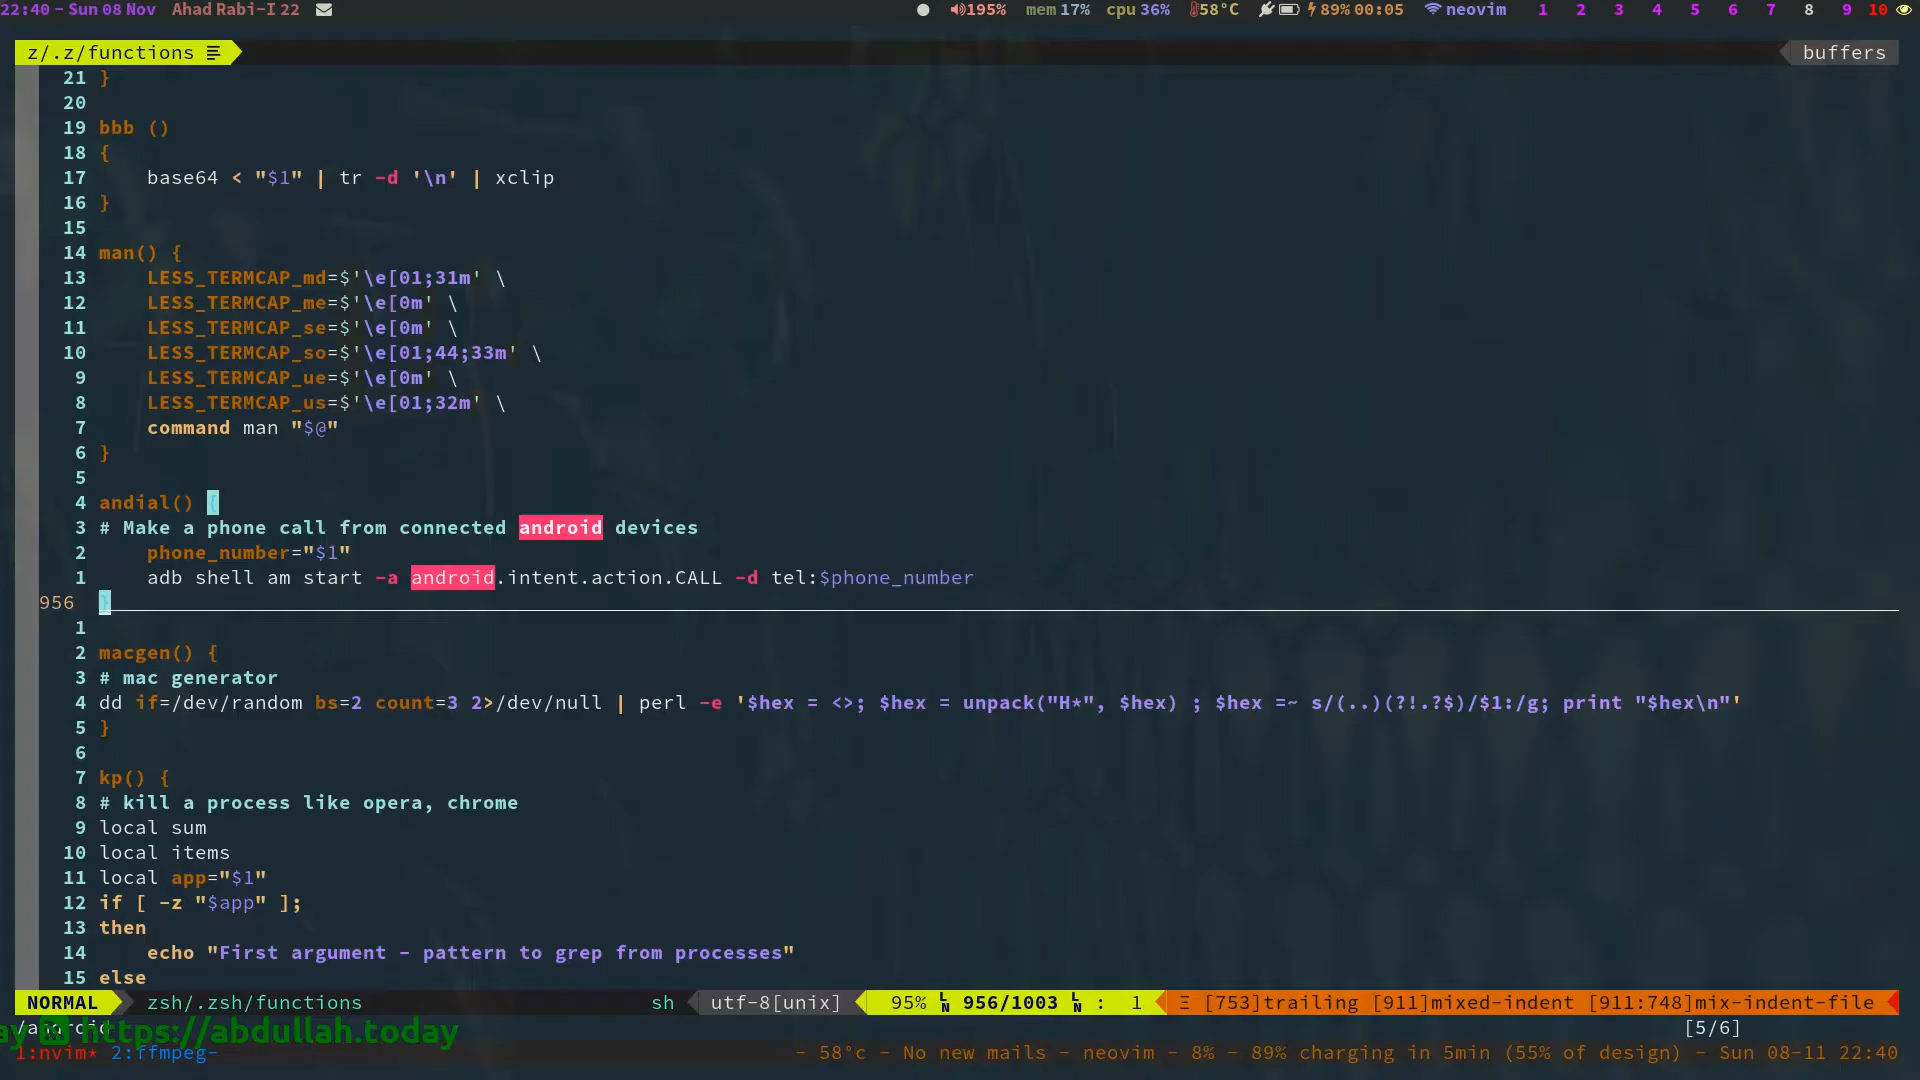 22:40 - Sun 08 Nov Ahad Rabi-I 22 195% mem 17% cpu 36% 58°C 89% 00:05 neovim 1 2 3 4 5 6 7 8 9 10
z/.z/functions buffers
21 }
20
19 bbb ()
18 {
17 base64 < "$1" | tr -d '\n' | xclip
16 }
15
14 man() {
13 LESS_TERMCAP_md=$'\e[01;31m' \
12 LESS_TERMCAP_me=$'\e[0m' \
11 LESS_TERMCAP_se=$'\e[0m' \
10 LESS_TERMCAP_so=$'\e[01;44;33m' \
9 LESS_TERMCAP_ue=$'\e[0m' \
8 LESS_TERMCAP_us=$'\e[01;32m' \
7 command man "$@"
6 }
5
4 andial() {
3 # Make a phone call from connected android devices
2 phone_number="$1"
1 adb shell am start -a android.intent.action.CALL -d tel:$phone_number
956 }
1
2 macgen() {
3 # mac generator
4 dd if=/dev/random bs=2 count=3 2>/dev/null | perl -e '$hex = <>; $hex = unpack("H*", $hex) ; $hex =~ s/(..)(?!.?$)/$1:/g; print "$hex\n"'
5 }
6
7 kp() {
8 # kill a process like opera, chrome
9 local sum
10 local items
11 local app="$1"
12 if [ -z "$app" ];
13 then
14 echo "First argument - pattern to grep from processes"
15 else
NORMAL zsh/.zsh/functions sh utf-8[unix] 95% 956/1003 : 1 Ξ [753]trailing [911]mixed-indent [911:748]mix-indent-file
/android [5/6]
ay https://abdullah.today
1:nvim* 2:ffmpeg- - 58°c - No new mails - neovim - 8% - 89% charging in 5min (55% of design) - Sun 08-11 22:40